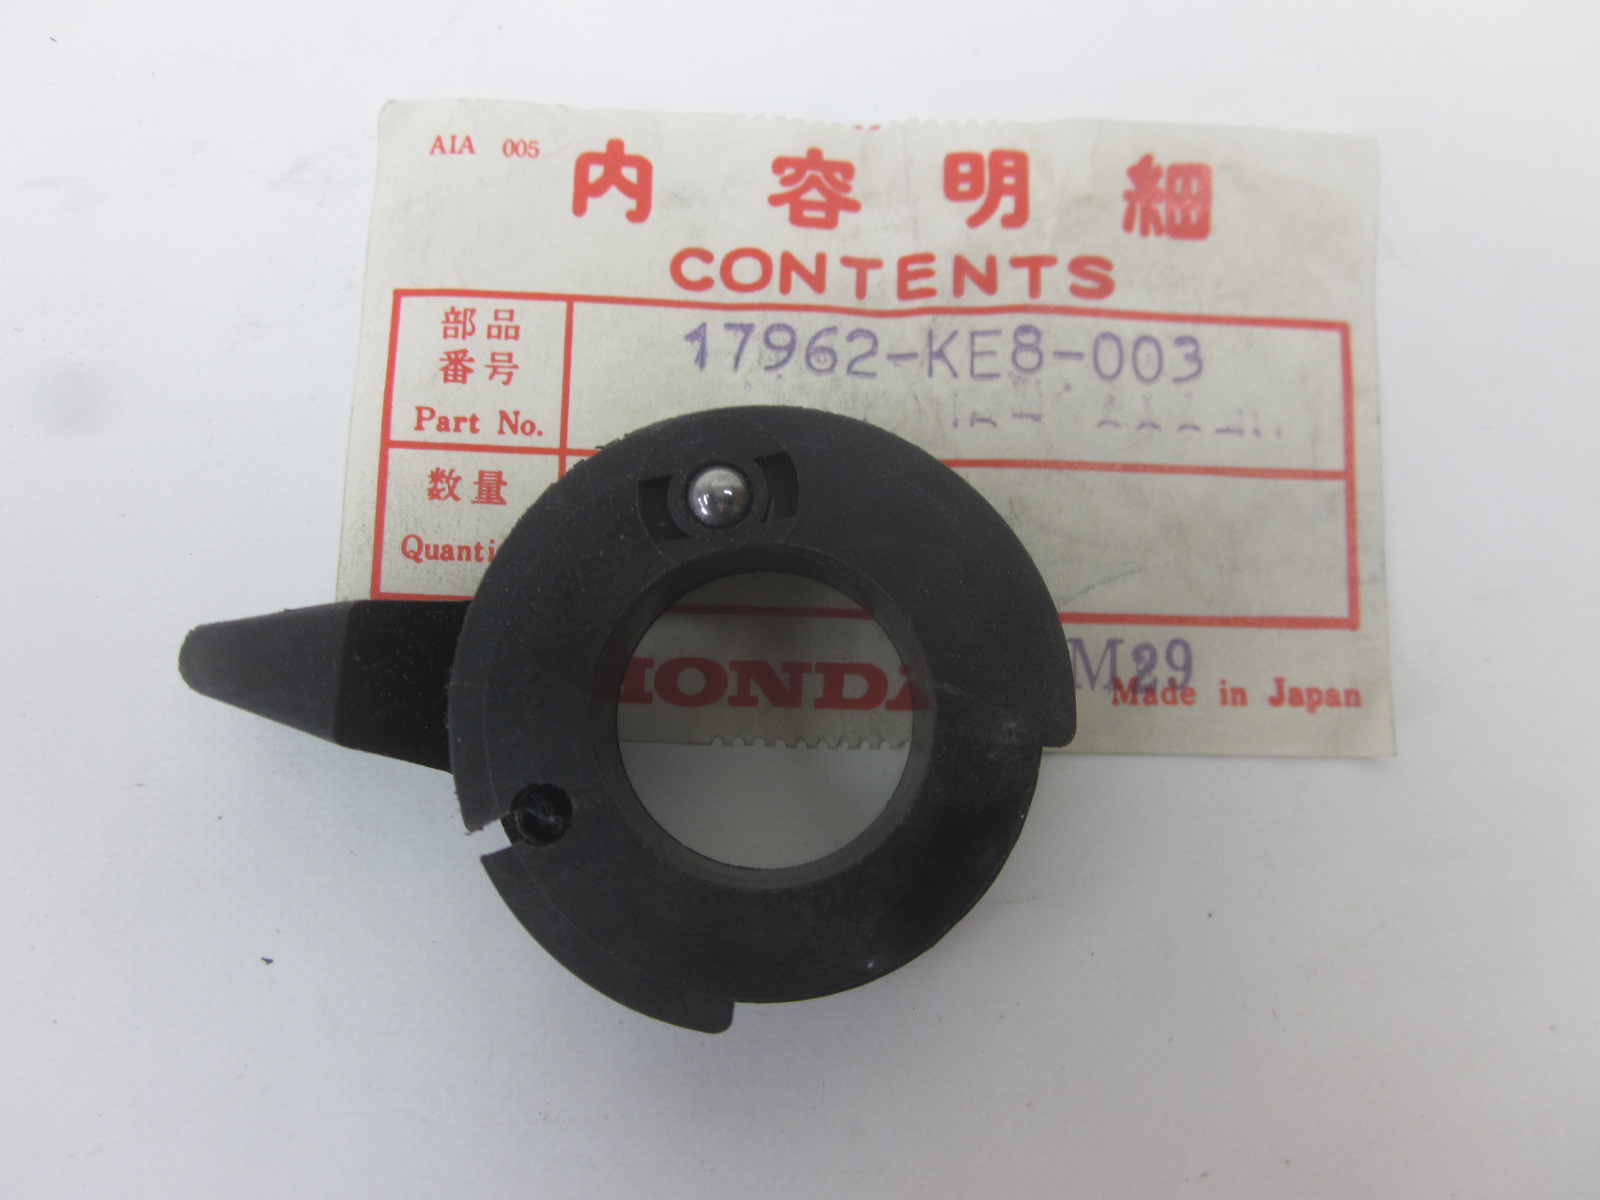 AIA 005
内容明細
CONTENTS
部品
番号
Part No.
17962-KE8-003
数量
Quanti
HONDA
M29
Made in Japan